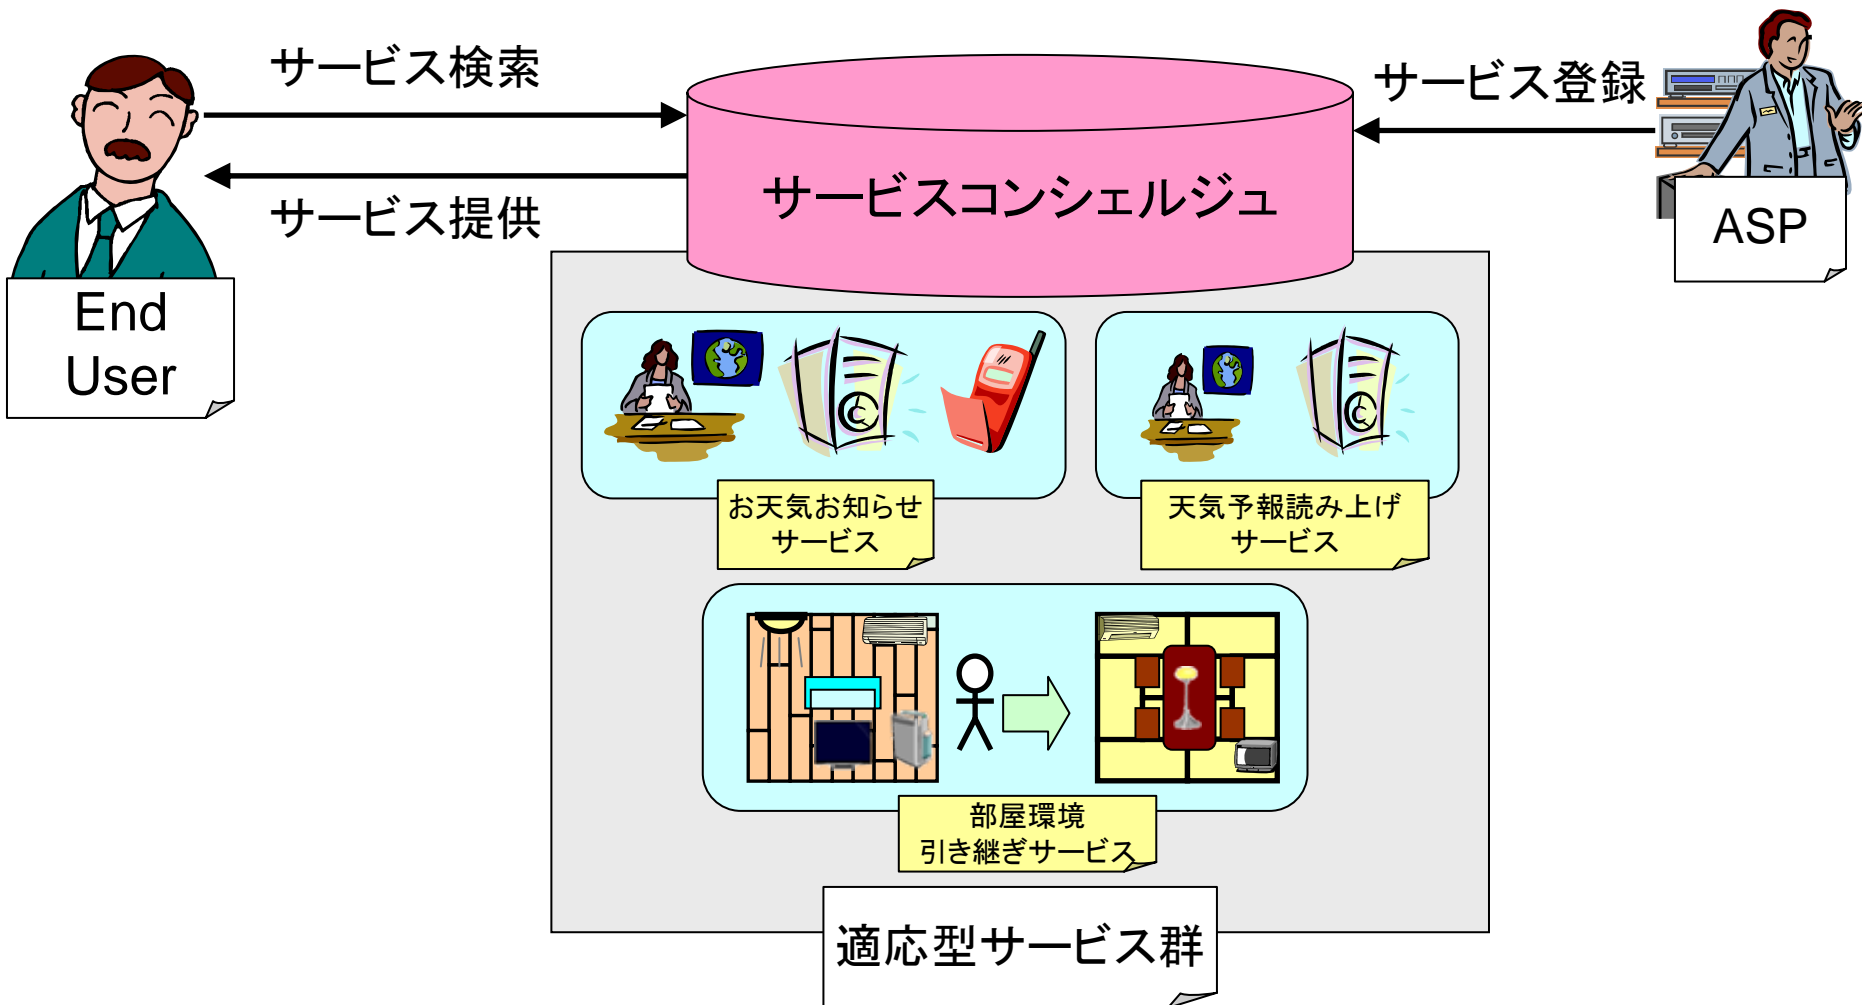 サービス検索
サービス登録
サービスコンシェルジュ
サービス提供
ASP
End
User
お天気お知らせ
サービス
天気予報読み上げ
サービス
部屋環境
引き継ぎサービス
適応型サービス群